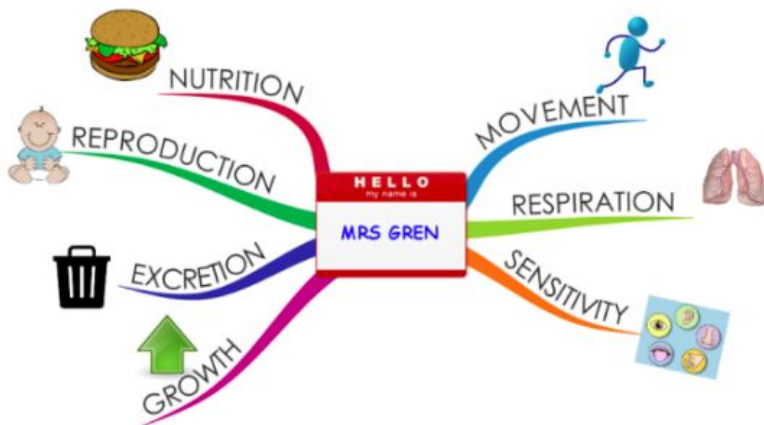 NUTRITION
MOVEMENT
REPRODUCTION
HELLO
my name is
RESPIRATION
MRS GREN
EXCRETION
SENSITIVITY
GROWTH